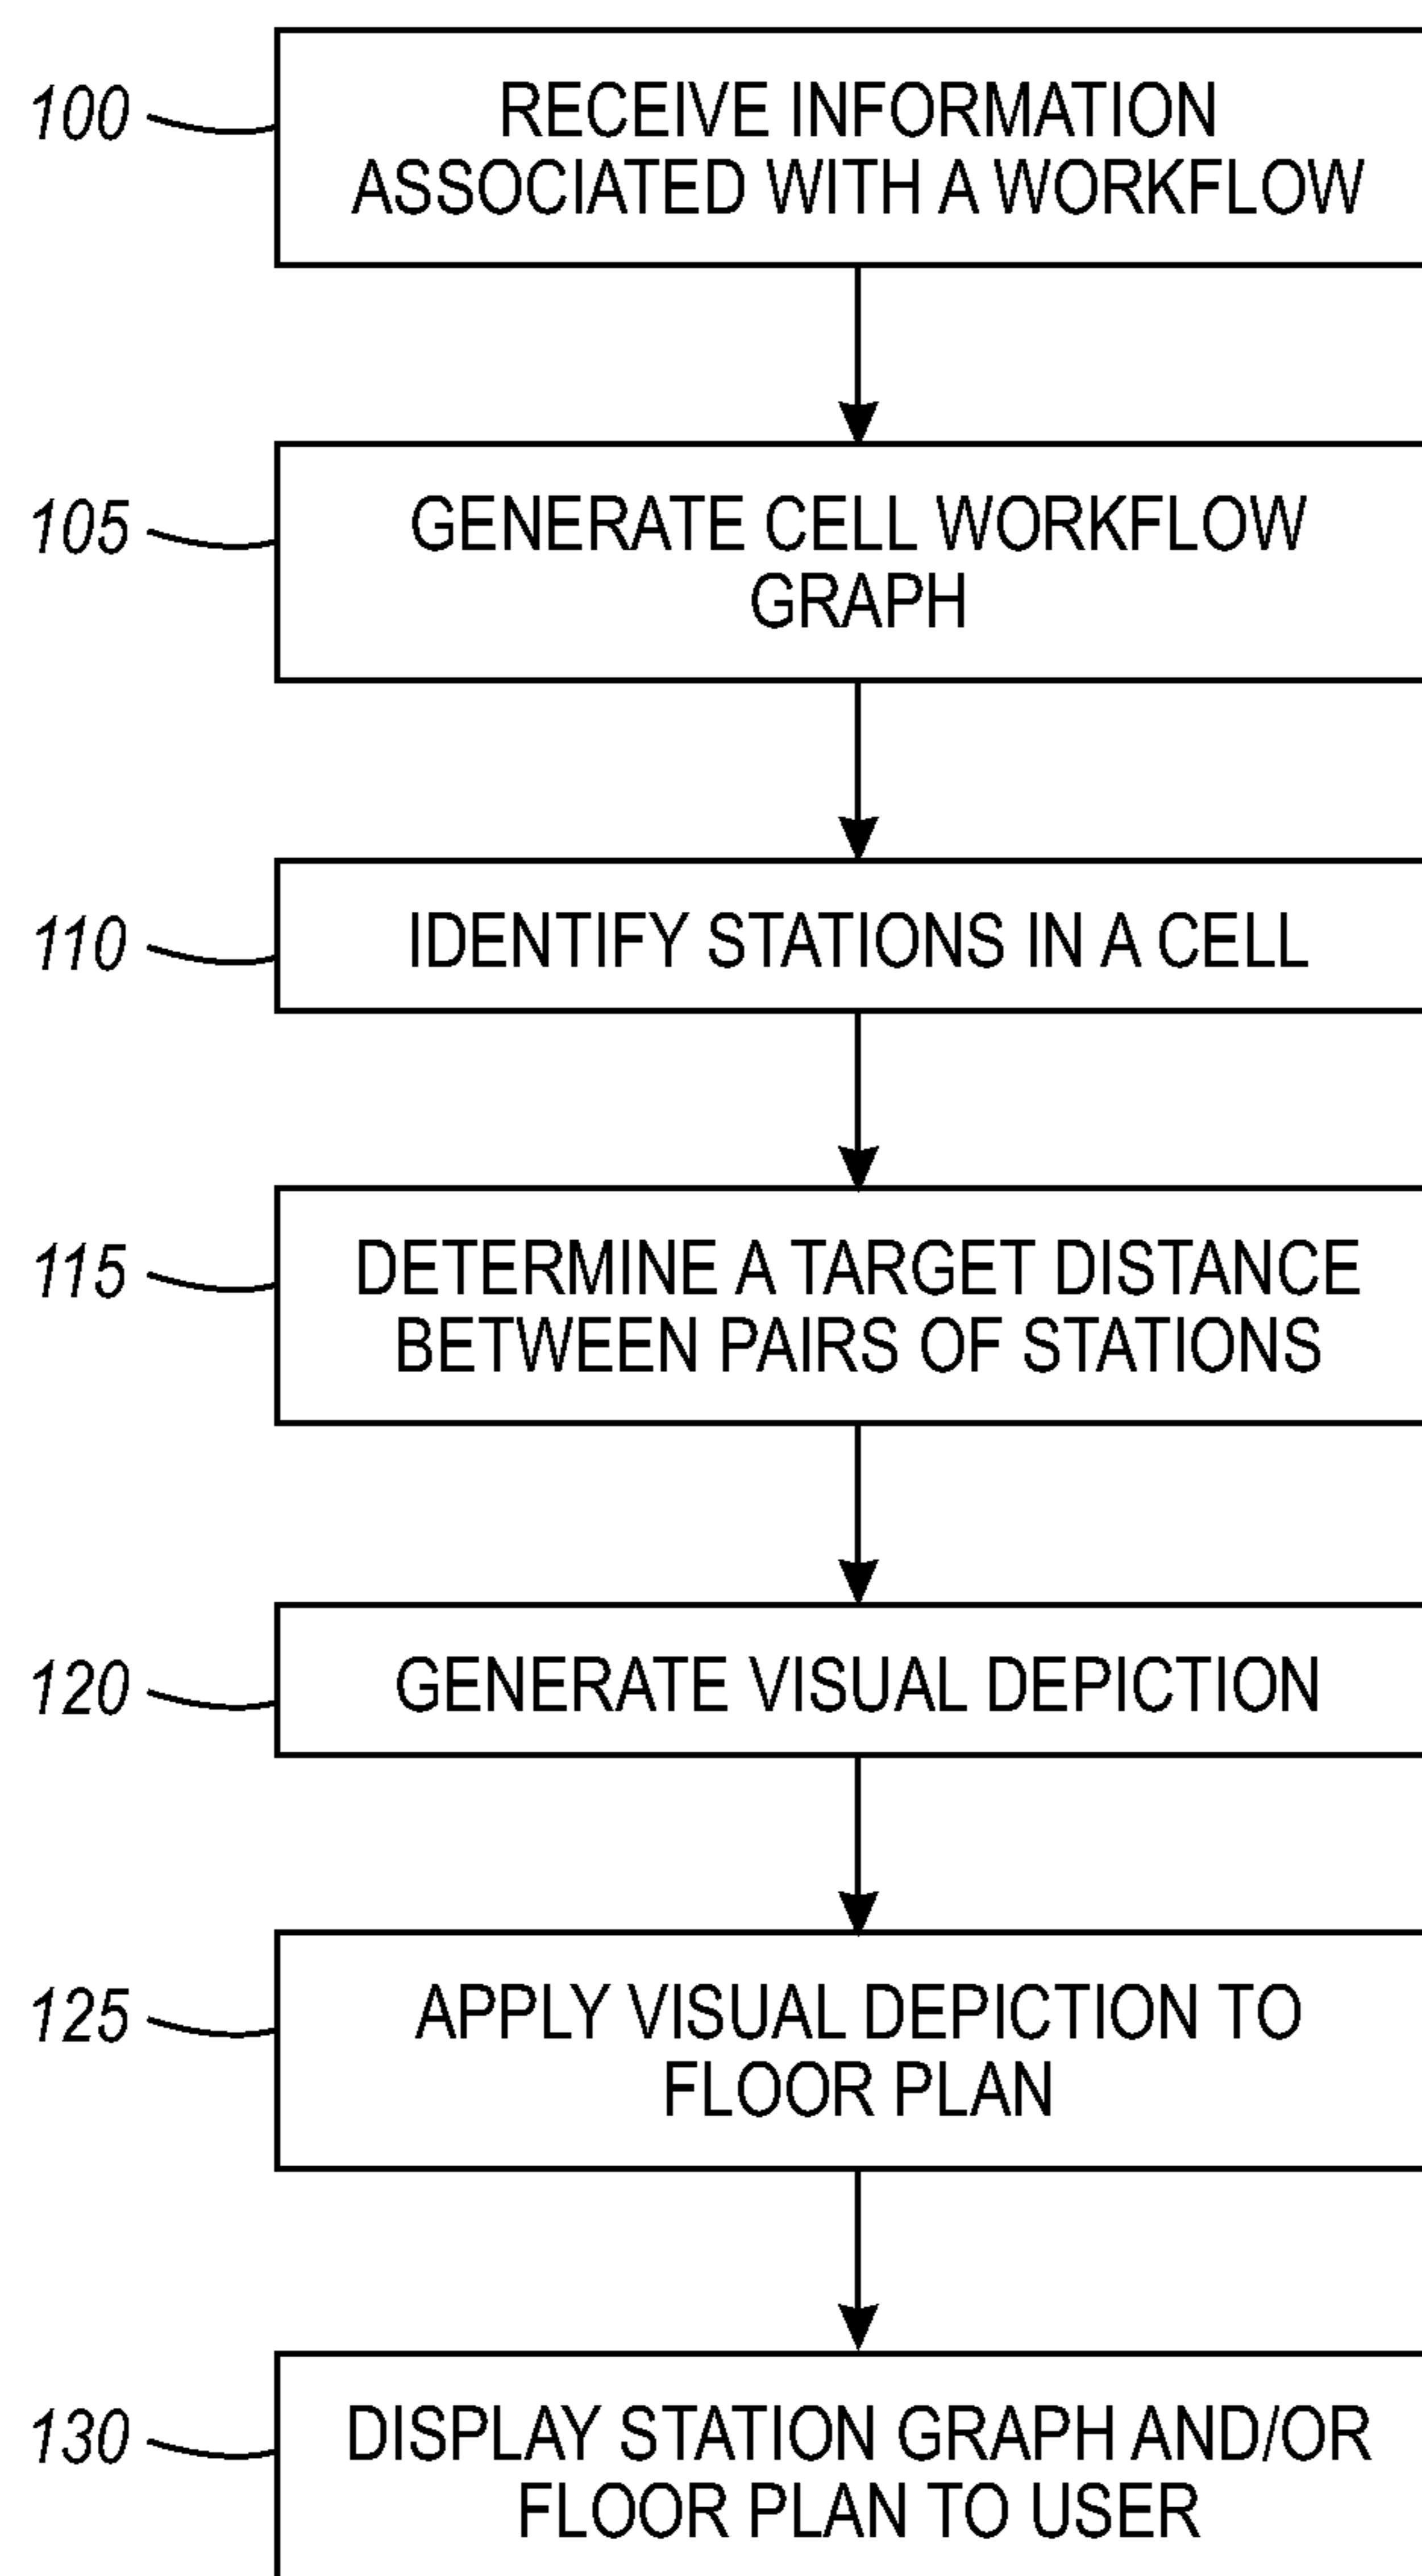 100
RECEIVE INFORMATION
ASSOCIATED WITH A WORKFLOW
105
GENERATE CELL WORKFLOW
GRAPH
110
IDENTIFY STATIONS IN A CELL
115
DETERMINE A TARGET DISTANCE
BETWEEN PAIRS OF STATIONS
120
GENERATE VISUAL DEPICTION
125
APPLY VISUAL DEPICTION TO
FLOOR PLAN
130
DISPLAY STATION GRAPH AND/OR
FLOOR PLAN TO USER